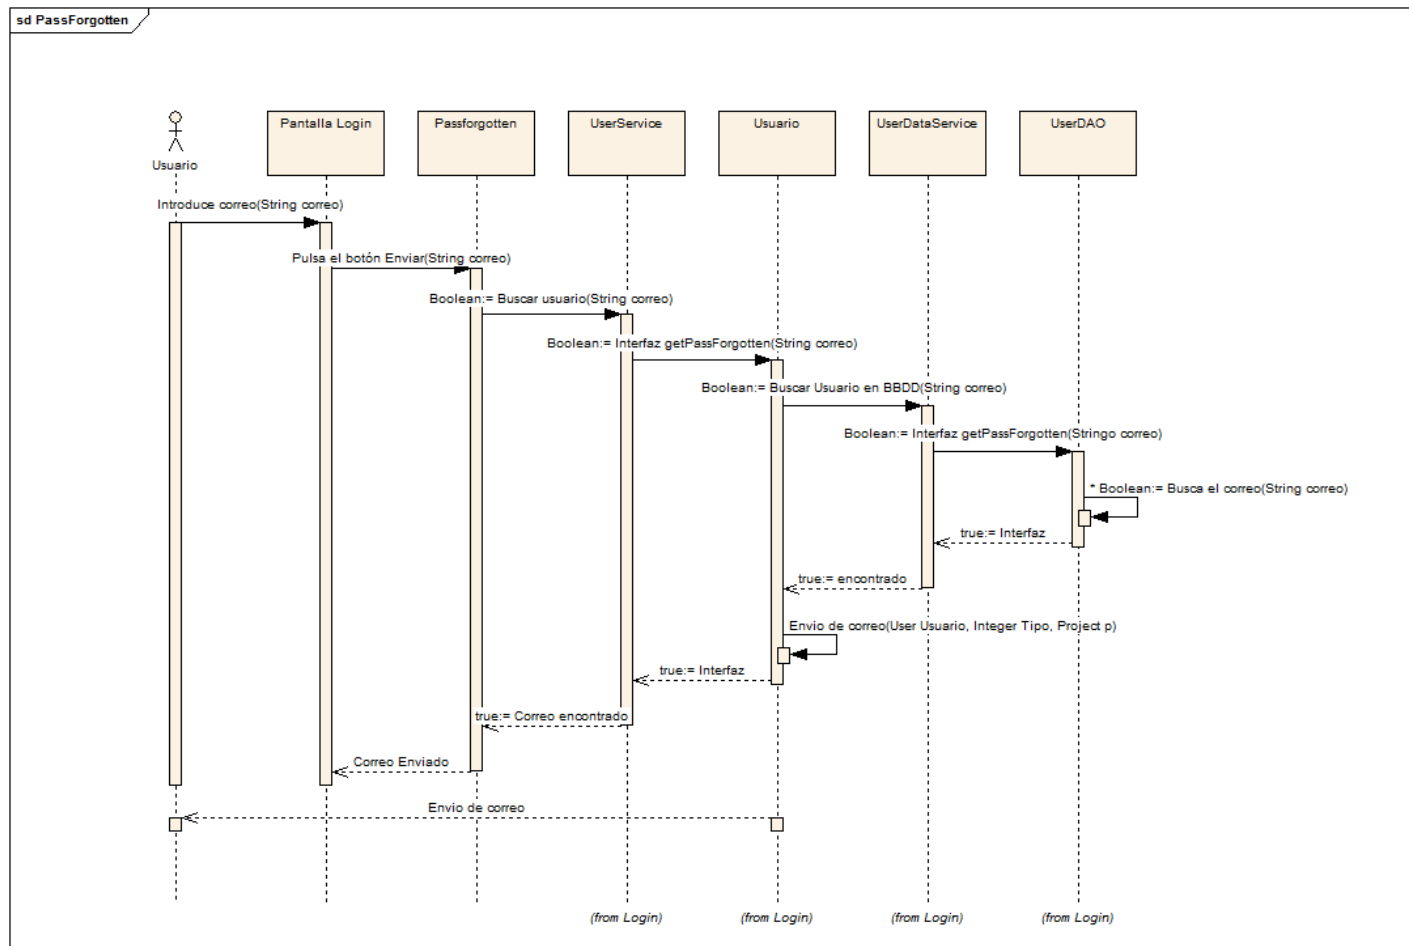 sd PassForgotten
Usuario
Pantalla Login
Passforgotten
UserService
Usuario
UserDataService
UserDAO
Introduce correo(String correo)
Pulsa el botón Enviar(String correo)
Boolean:= Buscar usuario(String correo)
Boolean:= Interfaz getPassForgotten(String correo)
Boolean:= Buscar Usuario en BBDD(String correo)
Boolean:= Interfaz getPassForgotten(Stringo correo)
* Boolean:= Busca el correo(String correo)
true:= Interfaz
true:= encontrado
Envio de correo(User Usuario, Integer Tipo, Project p)
true:= Interfaz
true:= Correo encontrado
Correo Enviado
Envio de correo
(from Login)
(from Login)
(from Login)
(from Login)